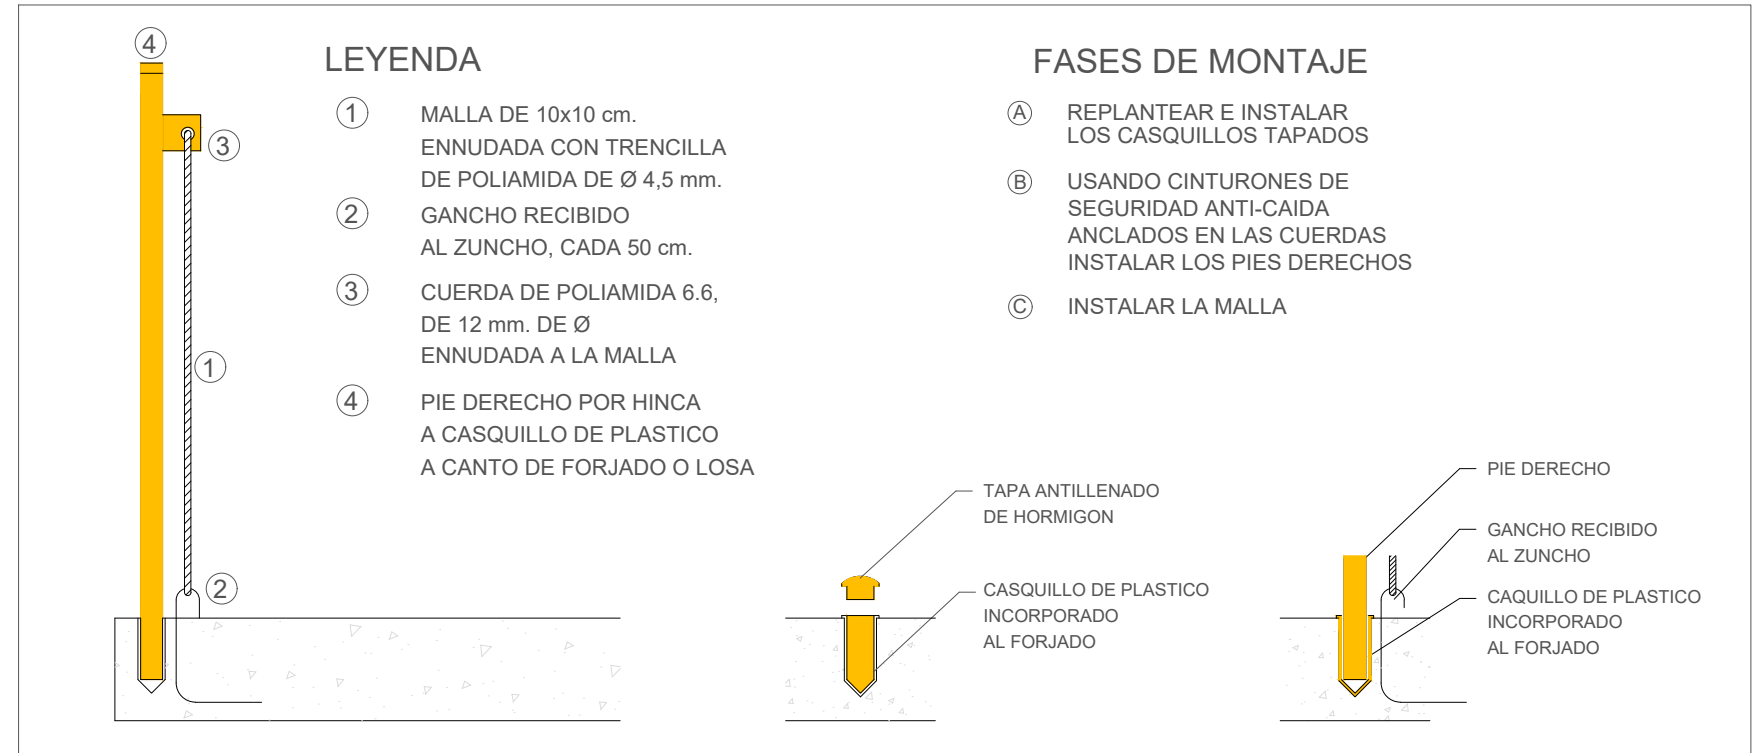 LEYENDA
1
MALLA DE 10x10 cm.
ENNUDADA CON TRENCILLA
DE POLIAMIDA DE Ø 4,5 mm.
2
GANCHO RECIBIDO
AL ZUNCHO, CADA 50 cm.
3
CUERDA DE POLIAMIDA 6.6,
DE 12 mm. DE Ø
ENNUDADA A LA MALLA
4
PIE DERECHO POR HINCA
A CASQUILLO DE PLASTICO
A CANTO DE FORJADO O LOSA
FASES DE MONTAJE
A
REPLANTEAR E INSTALAR
LOS CASQUILLOS TAPADOS
B
USANDO CINTURONES DE
SEGURIDAD ANTI-CAIDA
ANCLADOS EN LAS CUERDAS
INSTALAR LOS PIES DERECHOS
C
INSTALAR LA MALLA
4
3
1
2
TAPA ANTILLENADO
DE HORMIGON
CASQUILLO DE PLASTICO
INCORPORADO
AL FORJADO
PIE DERECHO
GANCHO RECIBIDO
AL ZUNCHO
CAQUILLO DE PLASTICO
INCORPORADO
AL FORJADO